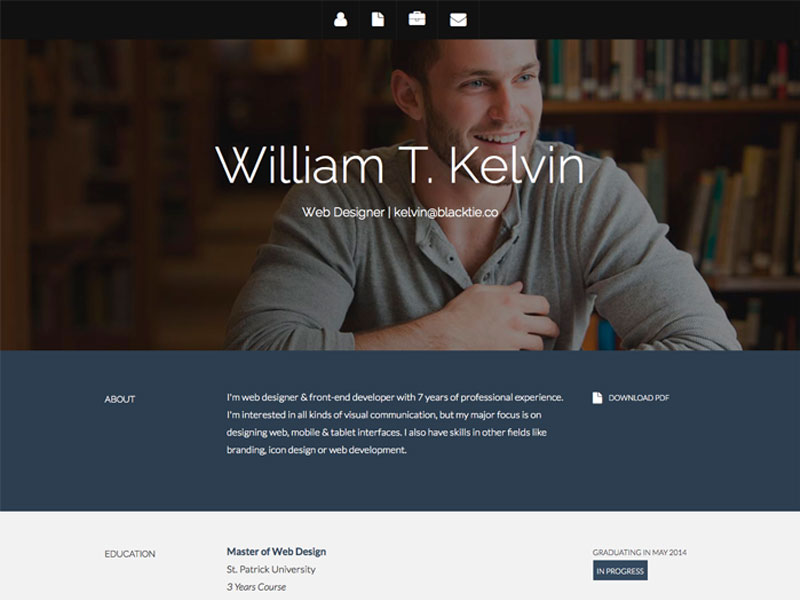 William T. Kelvin
Web Designer | kelvin@blacktie.co
ABOUT
I'm web designer & front-end developer with 7 years of professional experience.
I'm interested in all kinds of visual communication, but my major focus is on
designing web, mobile & tablet interfaces. I also have skills in other fields like
branding, icon design or web development.
DOWNLOAD PDF
EDUCATION
Master of Web Design
St. Patrick University
3 Years Course
GRADUATING IN MAY 2014
IN PROGRESS